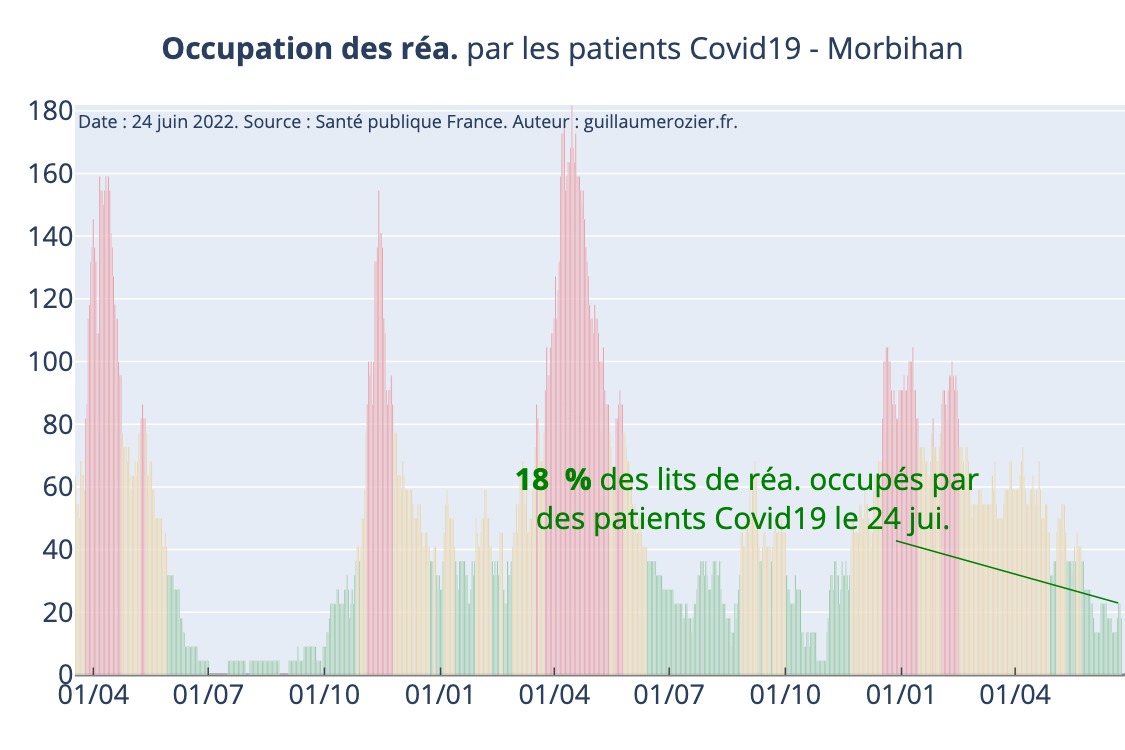 Occupation des réa. par les patients Covid19 - Morbihan
180
Date : 24 juin 2022. Source : Santé publique France. Auteur : guillaumerozier.fr.
160
140
120
100
80
60
18 % des lits de réa. occupés par
des patients Covid19 le 24 jui.
40
20
0
01/04 01/07 01/10 01/01 01/04 01/07 01/10 01/01 01/04